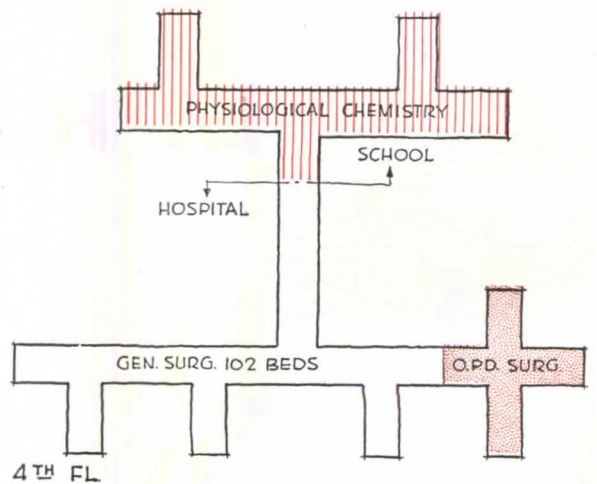 PHYSIOLOGICAL CHEMISTRY
SCHOOL
HOSPITAL
GEN. SURG. 102 BEDS
O.P.D. SURG.
4TH FL.